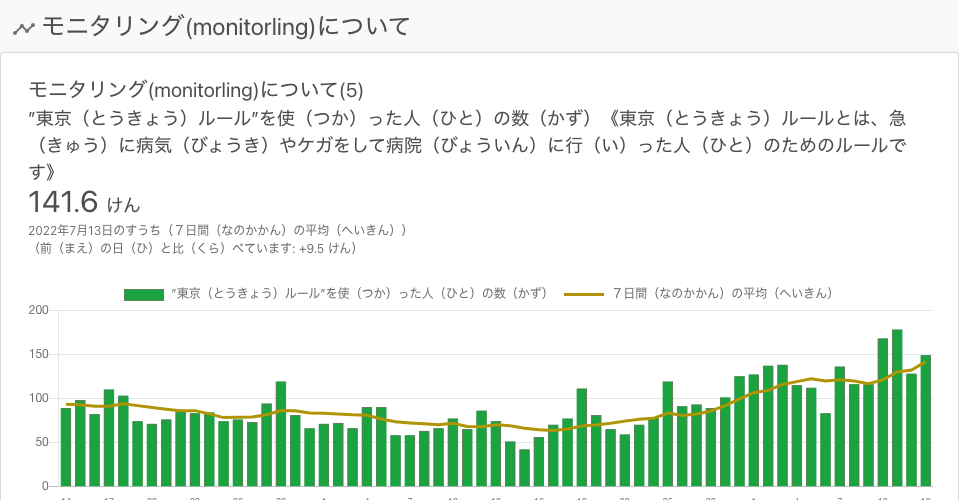 モニタリング(monitorling)について
モニタリング(monitorling)について(5)
”東京（とうきょう）ルール”を使（つか）った人（ひと）の数（かず）《東京（とうきょう）ルールとは、急
（きゅう）に病気（びょうき）やケガをして病院（びょういん）に行（い）った人（ひと）のためのルールで
す》
141.6 けん
2022年7月13日のすうち（７日間（なのかかん）の平均（へいきん））
（前（まえ）の日（ひ）と比（くら）べています: +9.5 けん）
”東京（とうきょう）ルール”を使（つか）った人（ひと）の数（かず） ７日間（なのかかん）の平均（へいきん）
200
150
100
50
0